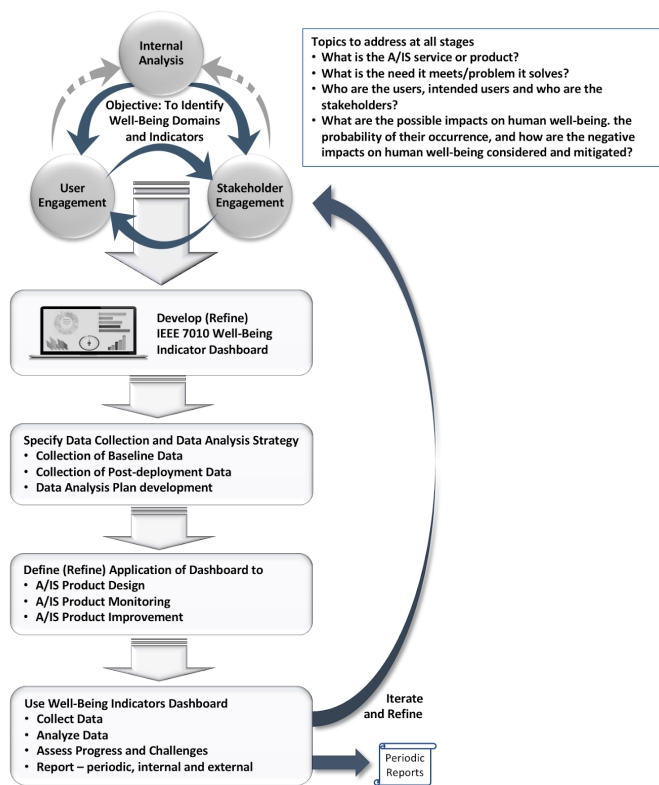 Internal
Analysis
Objective: To Identify
Well-Being Domains
and Indicators
User
Engagement
Stakeholder
Engagement
Topics to address at all stages
• What is the A/IS service or product?
• What is the need it meets/problem it solves?
• Who are the users, intended users and who are the
stakeholders?
• What are the possible impacts on human well-being. the
probability of their occurrence, and how are the negative
impacts on human well-being considered and mitigated?
Develop (Refine)
IEEE 7010 Well-Being
Indicator Dashboard
Specify Data Collection and Data Analysis Strategy
• Collection of Baseline Data
• Collection of Post-deployment Data
• Data Analysis Plan development
Define (Refine) Application of Dashboard to
• A/IS Product Design
• A/IS Product Monitoring
• A/IS Product Improvement
Use Well-Being Indicators Dashboard
• Collect Data
• Analyze Data
• Assess Progress and Challenges
• Report – periodic, internal and external
Iterate
and Refine
Periodic
Reports